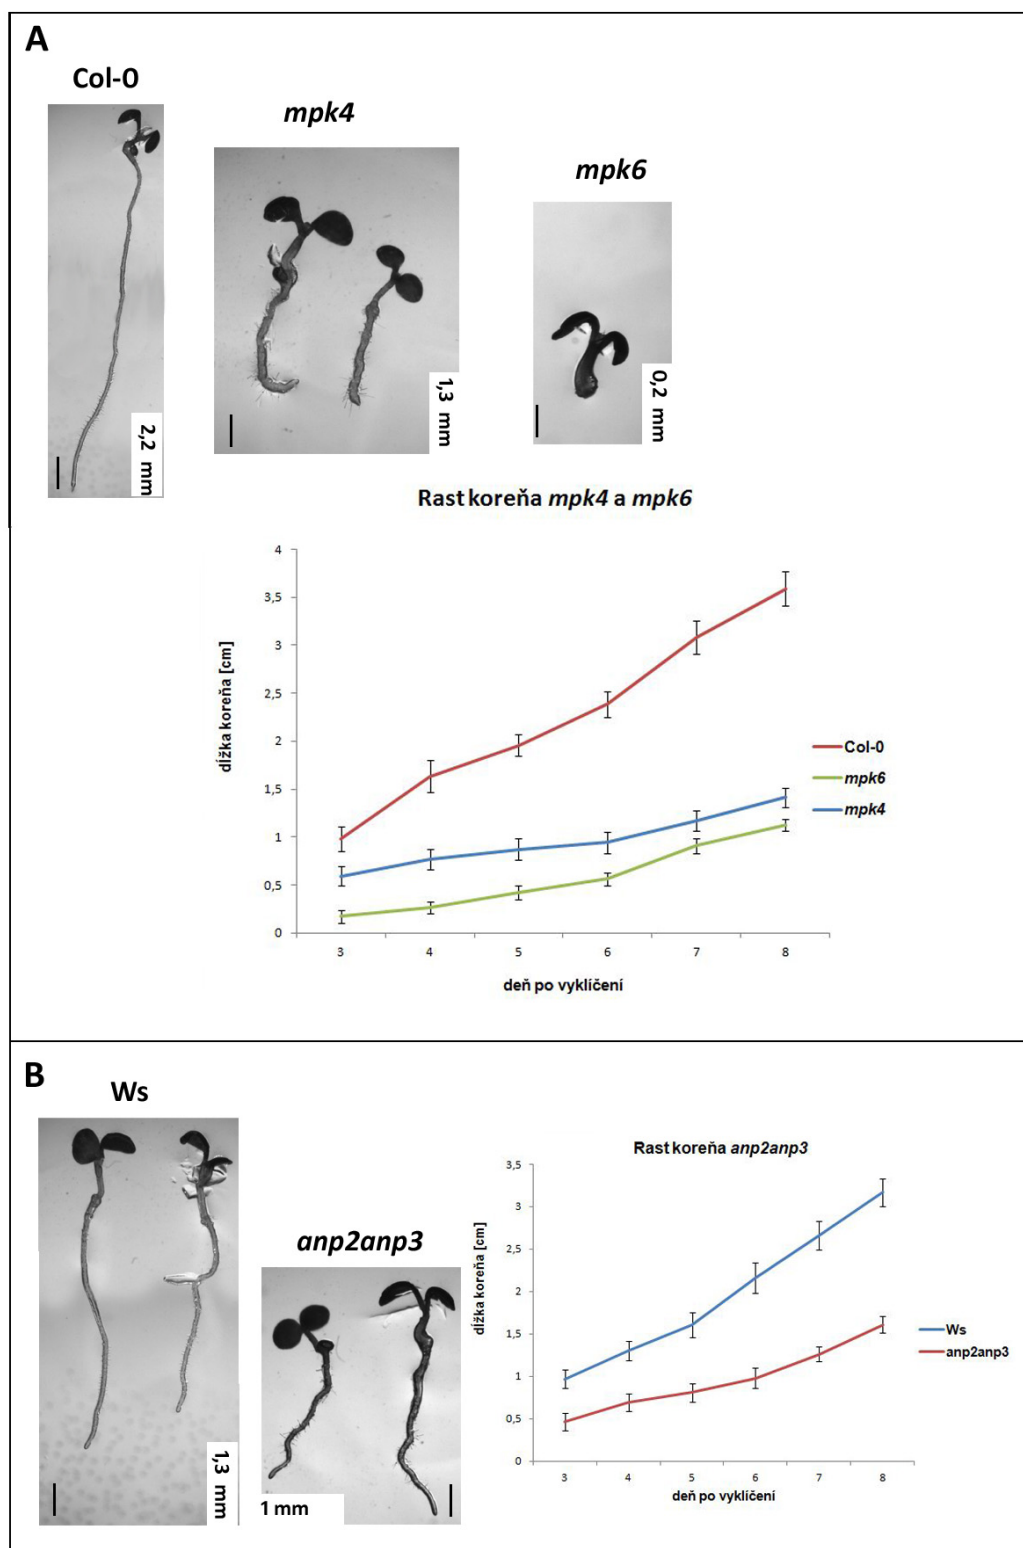 A
Col-0
mpk4
mpk6
2,2 mm
1,3 mm
0,2 mm
Rast koreňa mpk4 a mpk6
dĺžka koreňa [cm]
4
3,5
3
2,5
2
1,5
1
0,5
0
3 4 5 6 7 8
deň po vyklíčení
Col-0
mpk6
mpk4
B
Ws
anp2anp3
1,3 mm
1 mm
Rast koreňa anp2anp3
dĺžka koreňa [cm]
3,5
3
2,5
2
1,5
1
0,5
0
3 4 5 6 7 8
deň po vyklíčení
Ws
anp2anp3